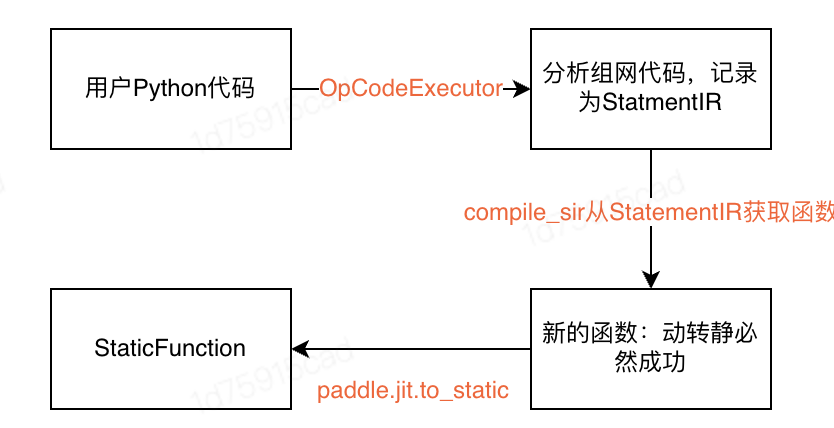 用户Python代码
OpCodeExecutor
分析组网代码，记录
为StatmentIR
compile_sir从StatementIR获取函数
新的函数：动转静必
然成功
paddle.jit.to_static
StaticFunction